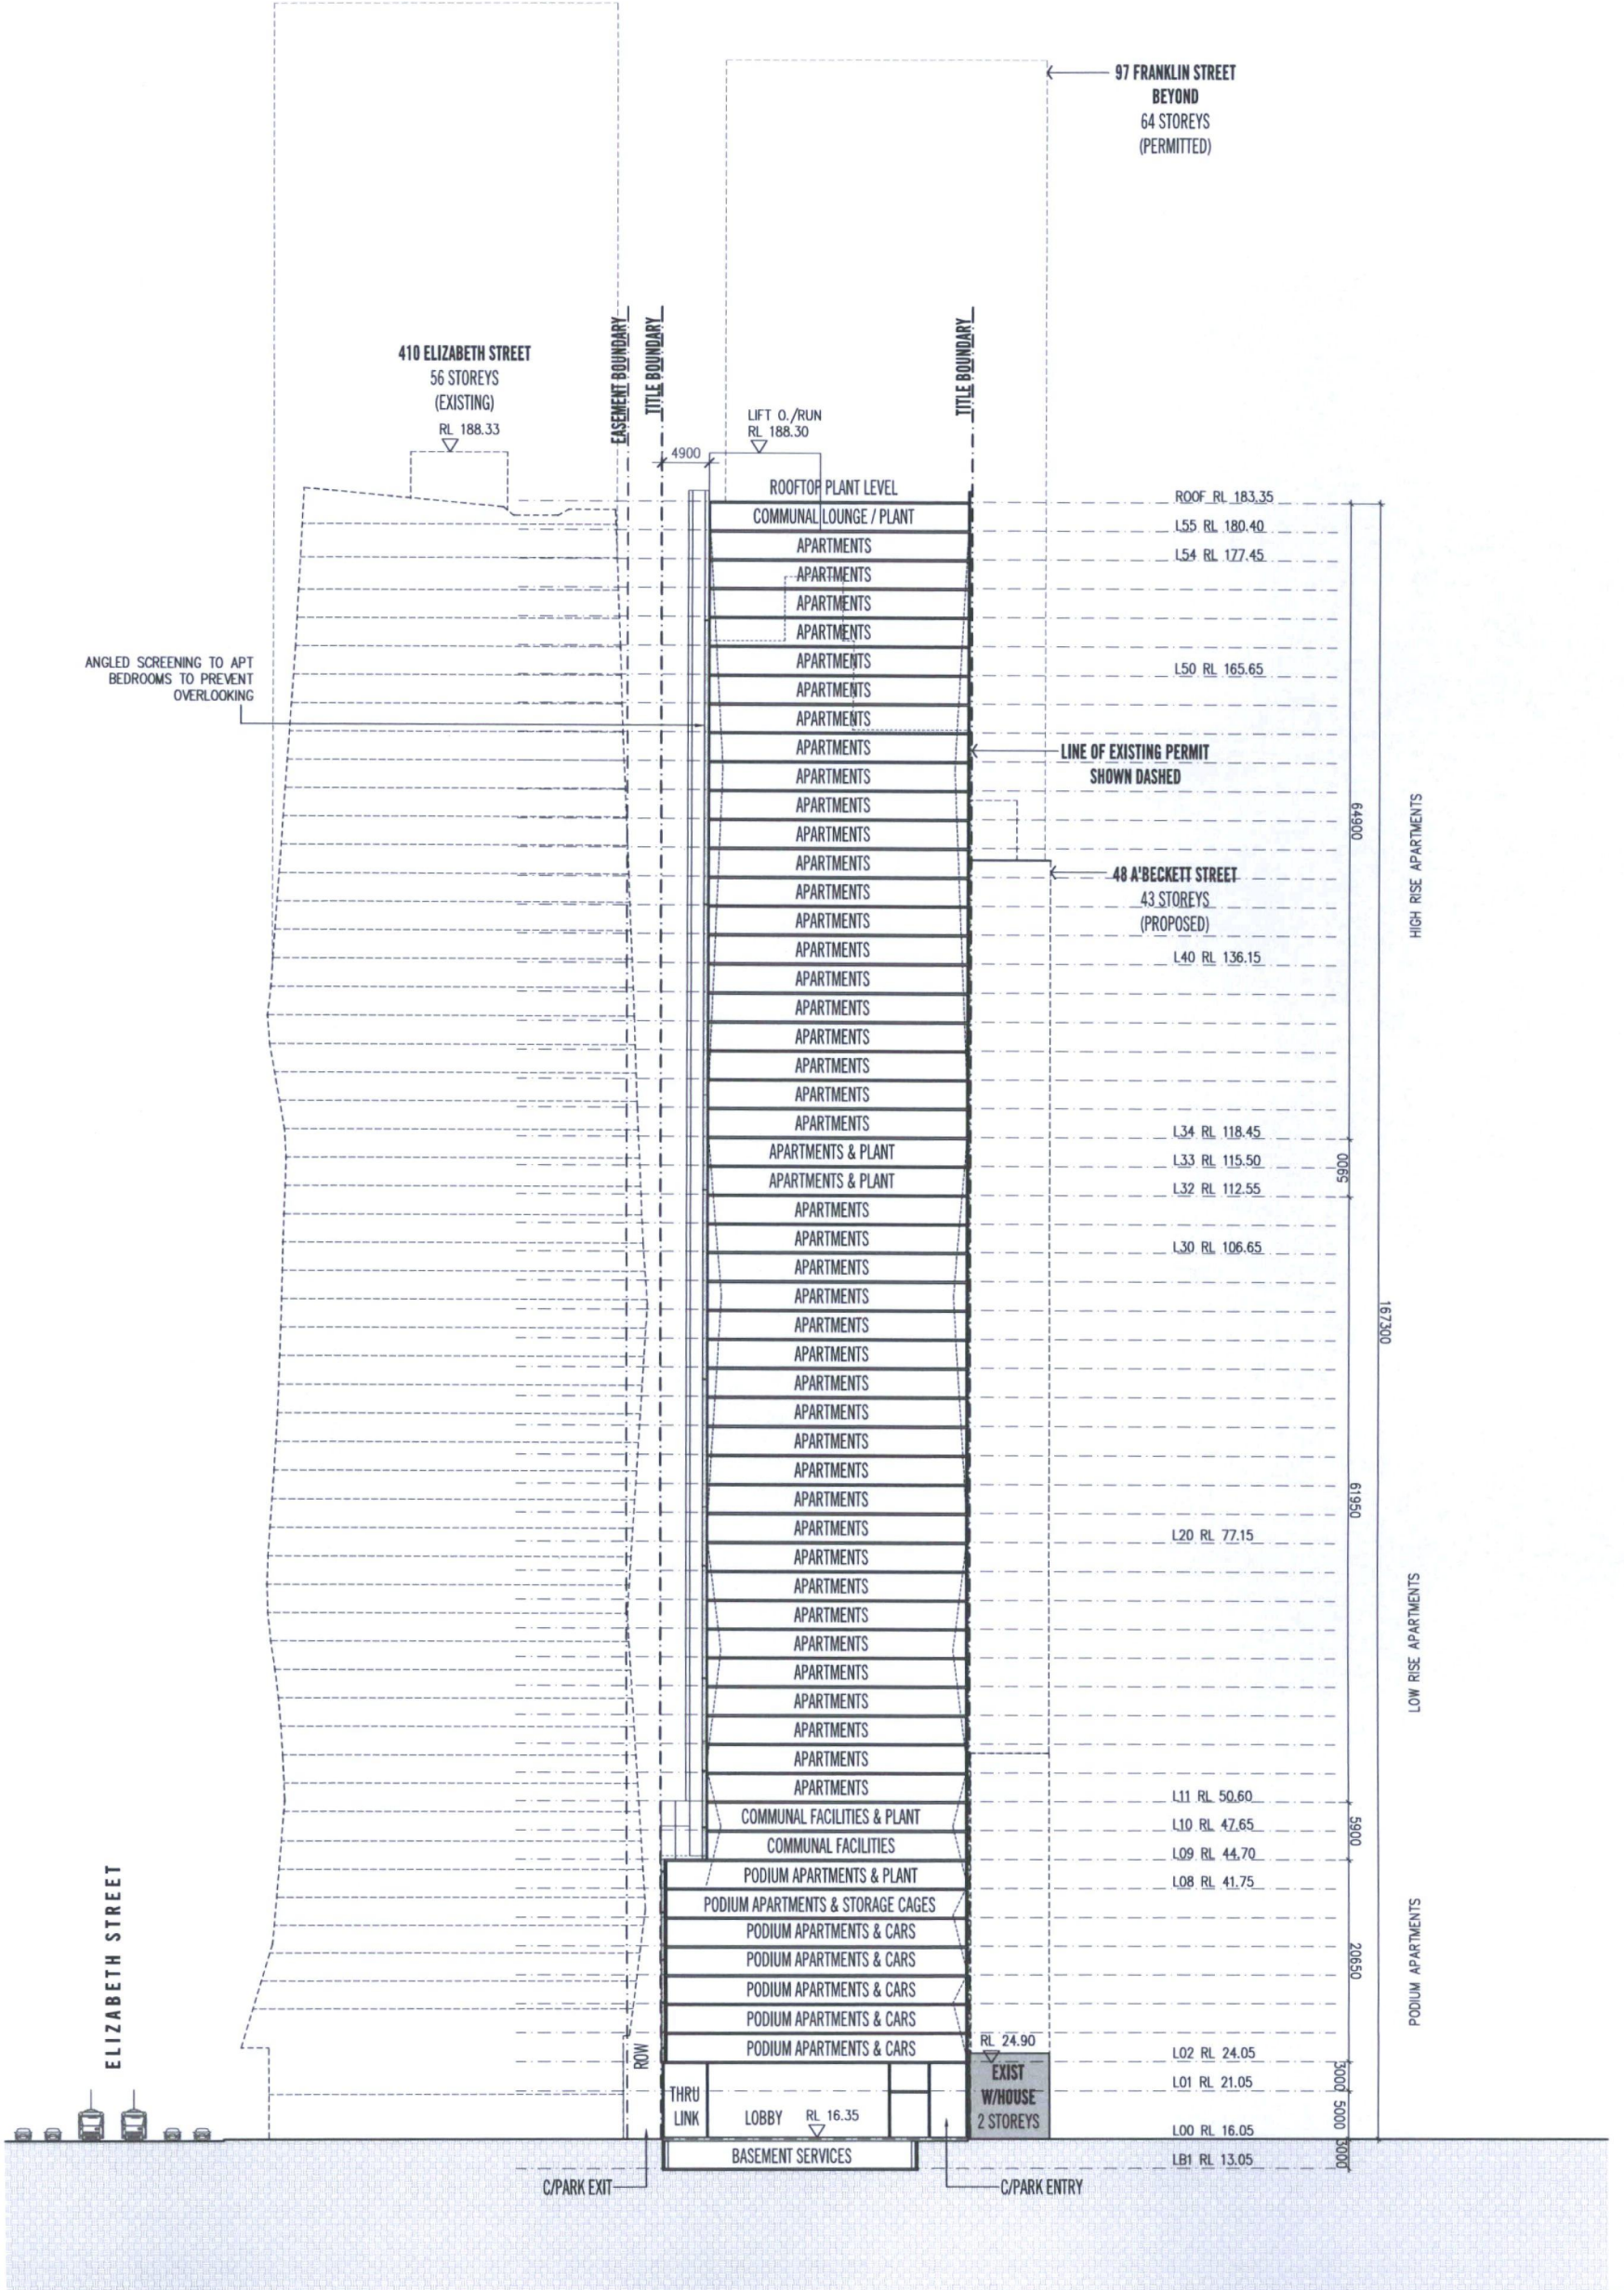 97 FRANKLIN STREET
BEYOND
64 STOREYS
(PERMITTED)
410 ELIZABETH STREET
56 STOREYS
(EXISTING)
RL 188.33
EASEMENT BOUNDARY
TITLE BOUNDARY
TITLE BOUNDARY
LIFT O./RUN
RL 188.30
4900
ROOFTOP PLANT LEVEL
ROOF RL 183.35
COMMUNAL LOUNGE / PLANT
L55 RL 180.40
APARTMENTS
L54 RL 177.45
APARTMENTS
APARTMENTS
APARTMENTS
ANGLED SCREENING TO APT
BEDROOMS TO PREVENT
OVERLOOKING
APARTMENTS
L50 RL 165.65
APARTMENTS
APARTMENTS
APARTMENTS
LINE OF EXISTING PERMIT
SHOWN DASHED
APARTMENTS
APARTMENTS
APARTMENTS
64900
HIGH RISE APARTMENTS
APARTMENTS
48 A'BECKETT STREET
43 STOREYS
(PROPOSED)
APARTMENTS
APARTMENTS
APARTMENTS
L40 RL 136.15
APARTMENTS
APARTMENTS
APARTMENTS
APARTMENTS
APARTMENTS
APARTMENTS
L34 RL 118.45
APARTMENTS & PLANT
L33 RL 115.50
5900
APARTMENTS & PLANT
L32 RL 112.55
APARTMENTS
APARTMENTS
L30 RL 106.65
APARTMENTS
APARTMENTS
APARTMENTS
167300
APARTMENTS
APARTMENTS
APARTMENTS
APARTMENTS
APARTMENTS
APARTMENTS
61950
APARTMENTS
L20 RL 77.15
APARTMENTS
APARTMENTS
APARTMENTS
LOW RISE APARTMENTS
APARTMENTS
APARTMENTS
APARTMENTS
APARTMENTS
APARTMENTS
APARTMENTS
L11 RL 50.60
COMMUNAL FACILITIES & PLANT
L10 RL 47.65
5900
COMMUNAL FACILITIES
L09 RL 44.70
PODIUM APARTMENTS & PLANT
L08 RL 41.75
PODIUM APARTMENTS & STORAGE CAGES
PODIUM APARTMENTS & CARS
PODIUM APARTMENTS & CARS
20650
PODIUM APARTMENTS
PODIUM APARTMENTS & CARS
PODIUM APARTMENTS & CARS
PODIUM APARTMENTS & CARS
ELIZABETH STREET
ROW
RL 24.90
L02 RL 24.05
EXIST
W/HOUSE
2 STOREYS
3000
L01 RL 21.05
THRU
LINK
LOBBY
RL 16.35
5000
L00 RL 16.05
BASEMENT SERVICES
3000
LB1 RL 13.05
C/PARK EXIT
C/PARK ENTRY